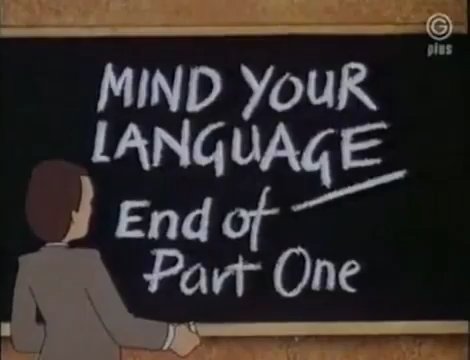 G
plus
MIND YOUR
LANGUAGE
End of
Part One